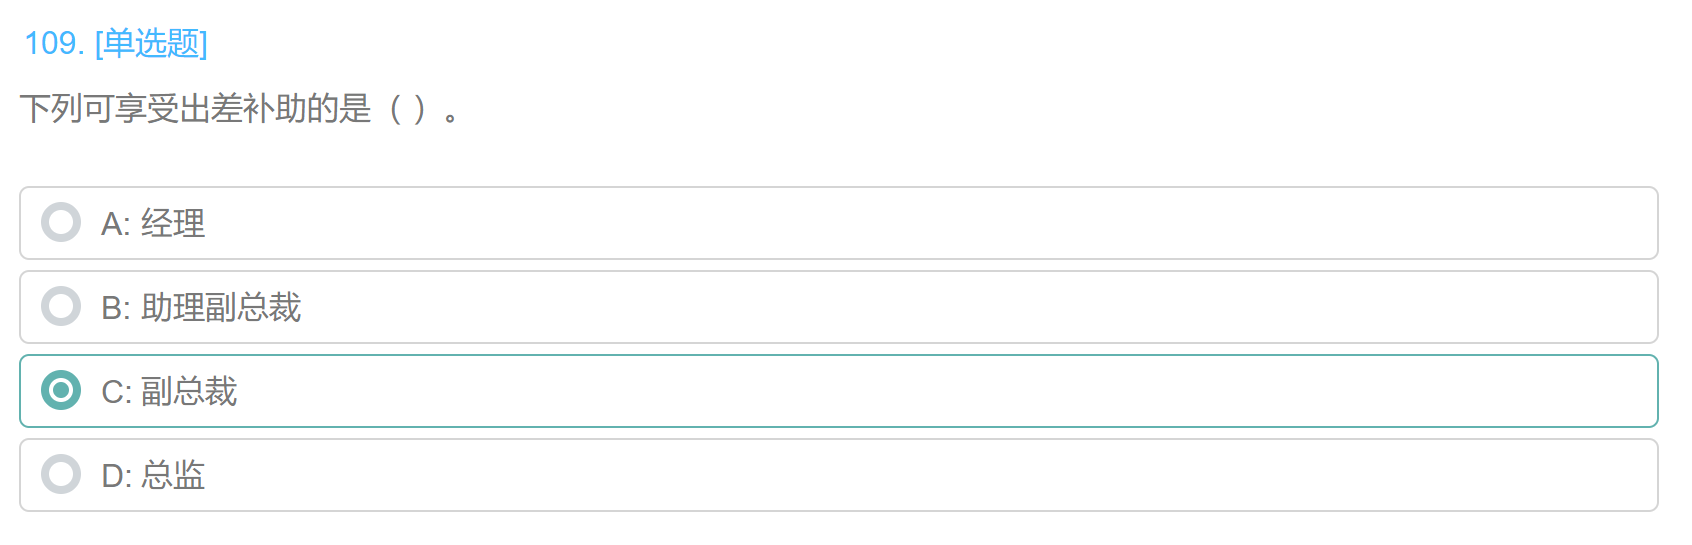 109. [单选题]
下列可享受出差补助的是（ ）。
A: 经理
B: 助理副总裁
C: 副总裁
D: 总监